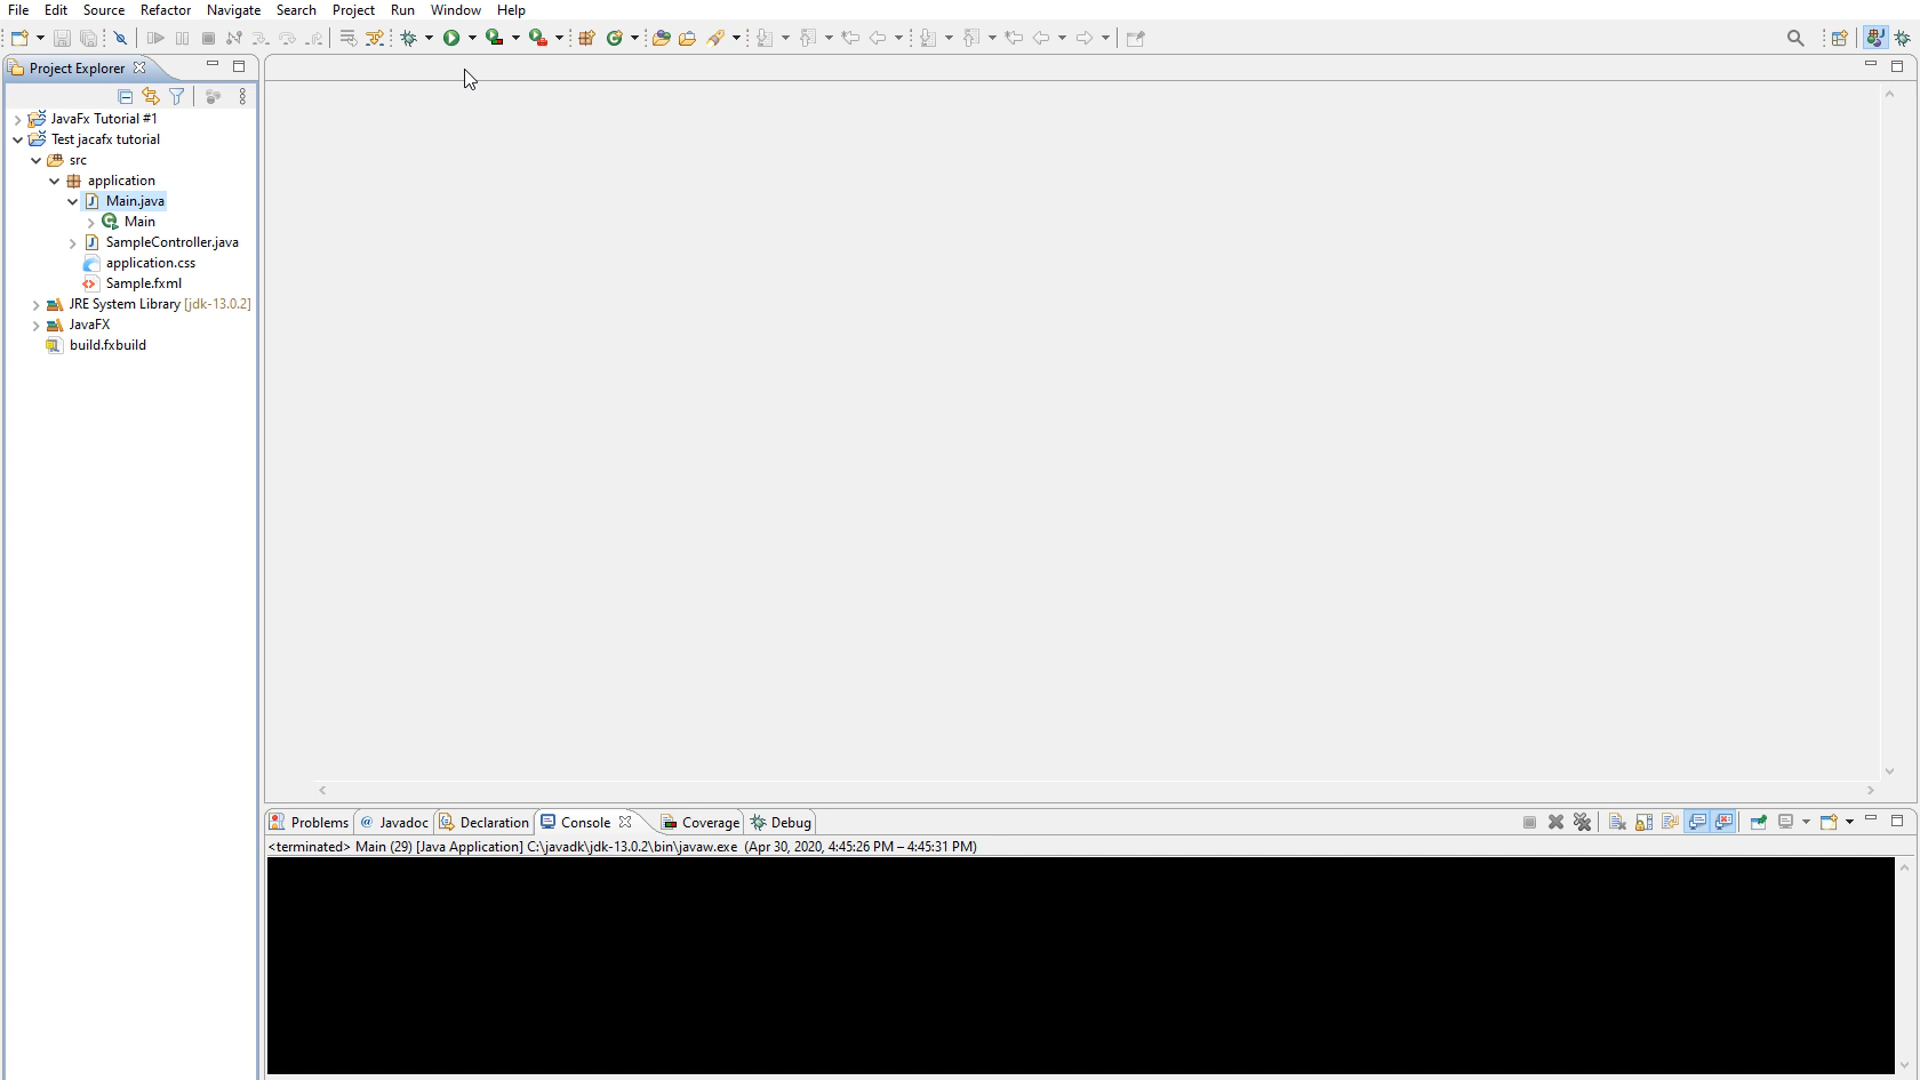 File Edit Source Refactor Navigate Search Project Run Window Help
Project Explorer
JavaFx Tutorial #1
Test jacafx tutorial
src
application
Main.java
Main
SampleController.java
application.css
Sample.fxml
JRE System Library [jdk-13.0.2]
JavaFX
build.fxbuild
Problems @ Javadoc Declaration Console Coverage Debug
<terminated> Main (29) [Java Application] C:\javadk\jdk-13.0.2\bin\javaw.exe (Apr 30, 2020, 4:45:26 PM – 4:45:31 PM)